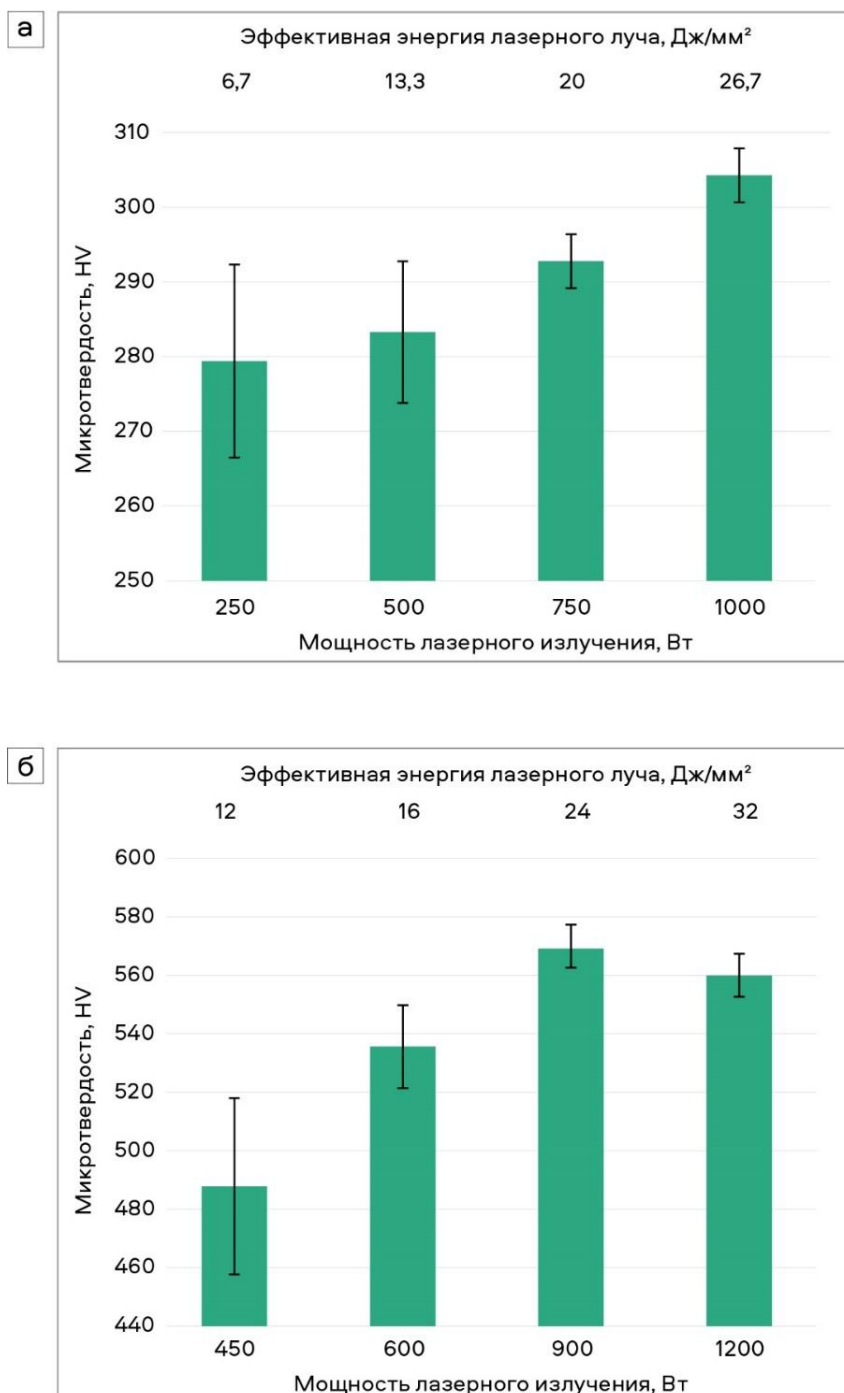 а
Эффективная энергия лазерного луча, Дж/мм²
6,7 13,3 20 26,7
310
300
290
280
270
260
250
Микротвердость, HV
250 500 750 1000
Мощность лазерного излучения, Вт
б
Эффективная энергия лазерного луча, Дж/мм²
12 16 24 32
600
580
560
540
520
500
480
460
440
Микротвердость, HV
450 600 900 1200
Мощность лазерного излучения, Вт